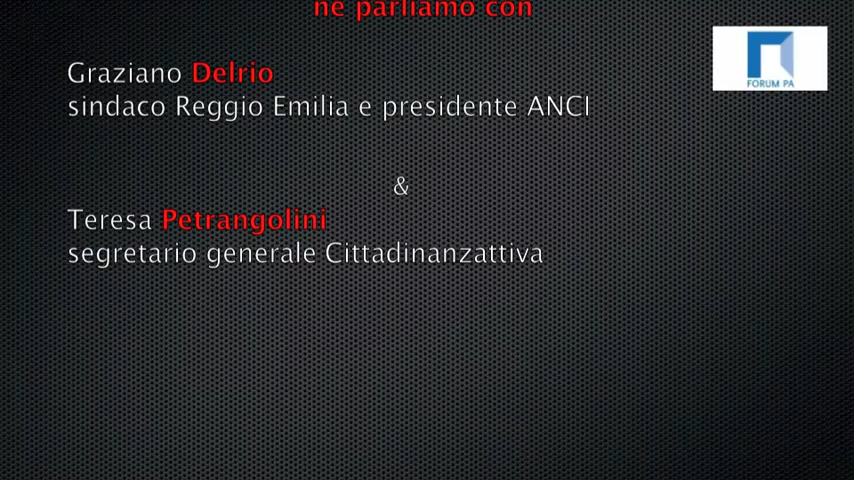 ne parliamo con
FORUM PA
Graziano Delrio
sindaco Reggio Emilia e presidente ANCI
&
Teresa Petrangolini
segretario generale Cittadinanzattiva